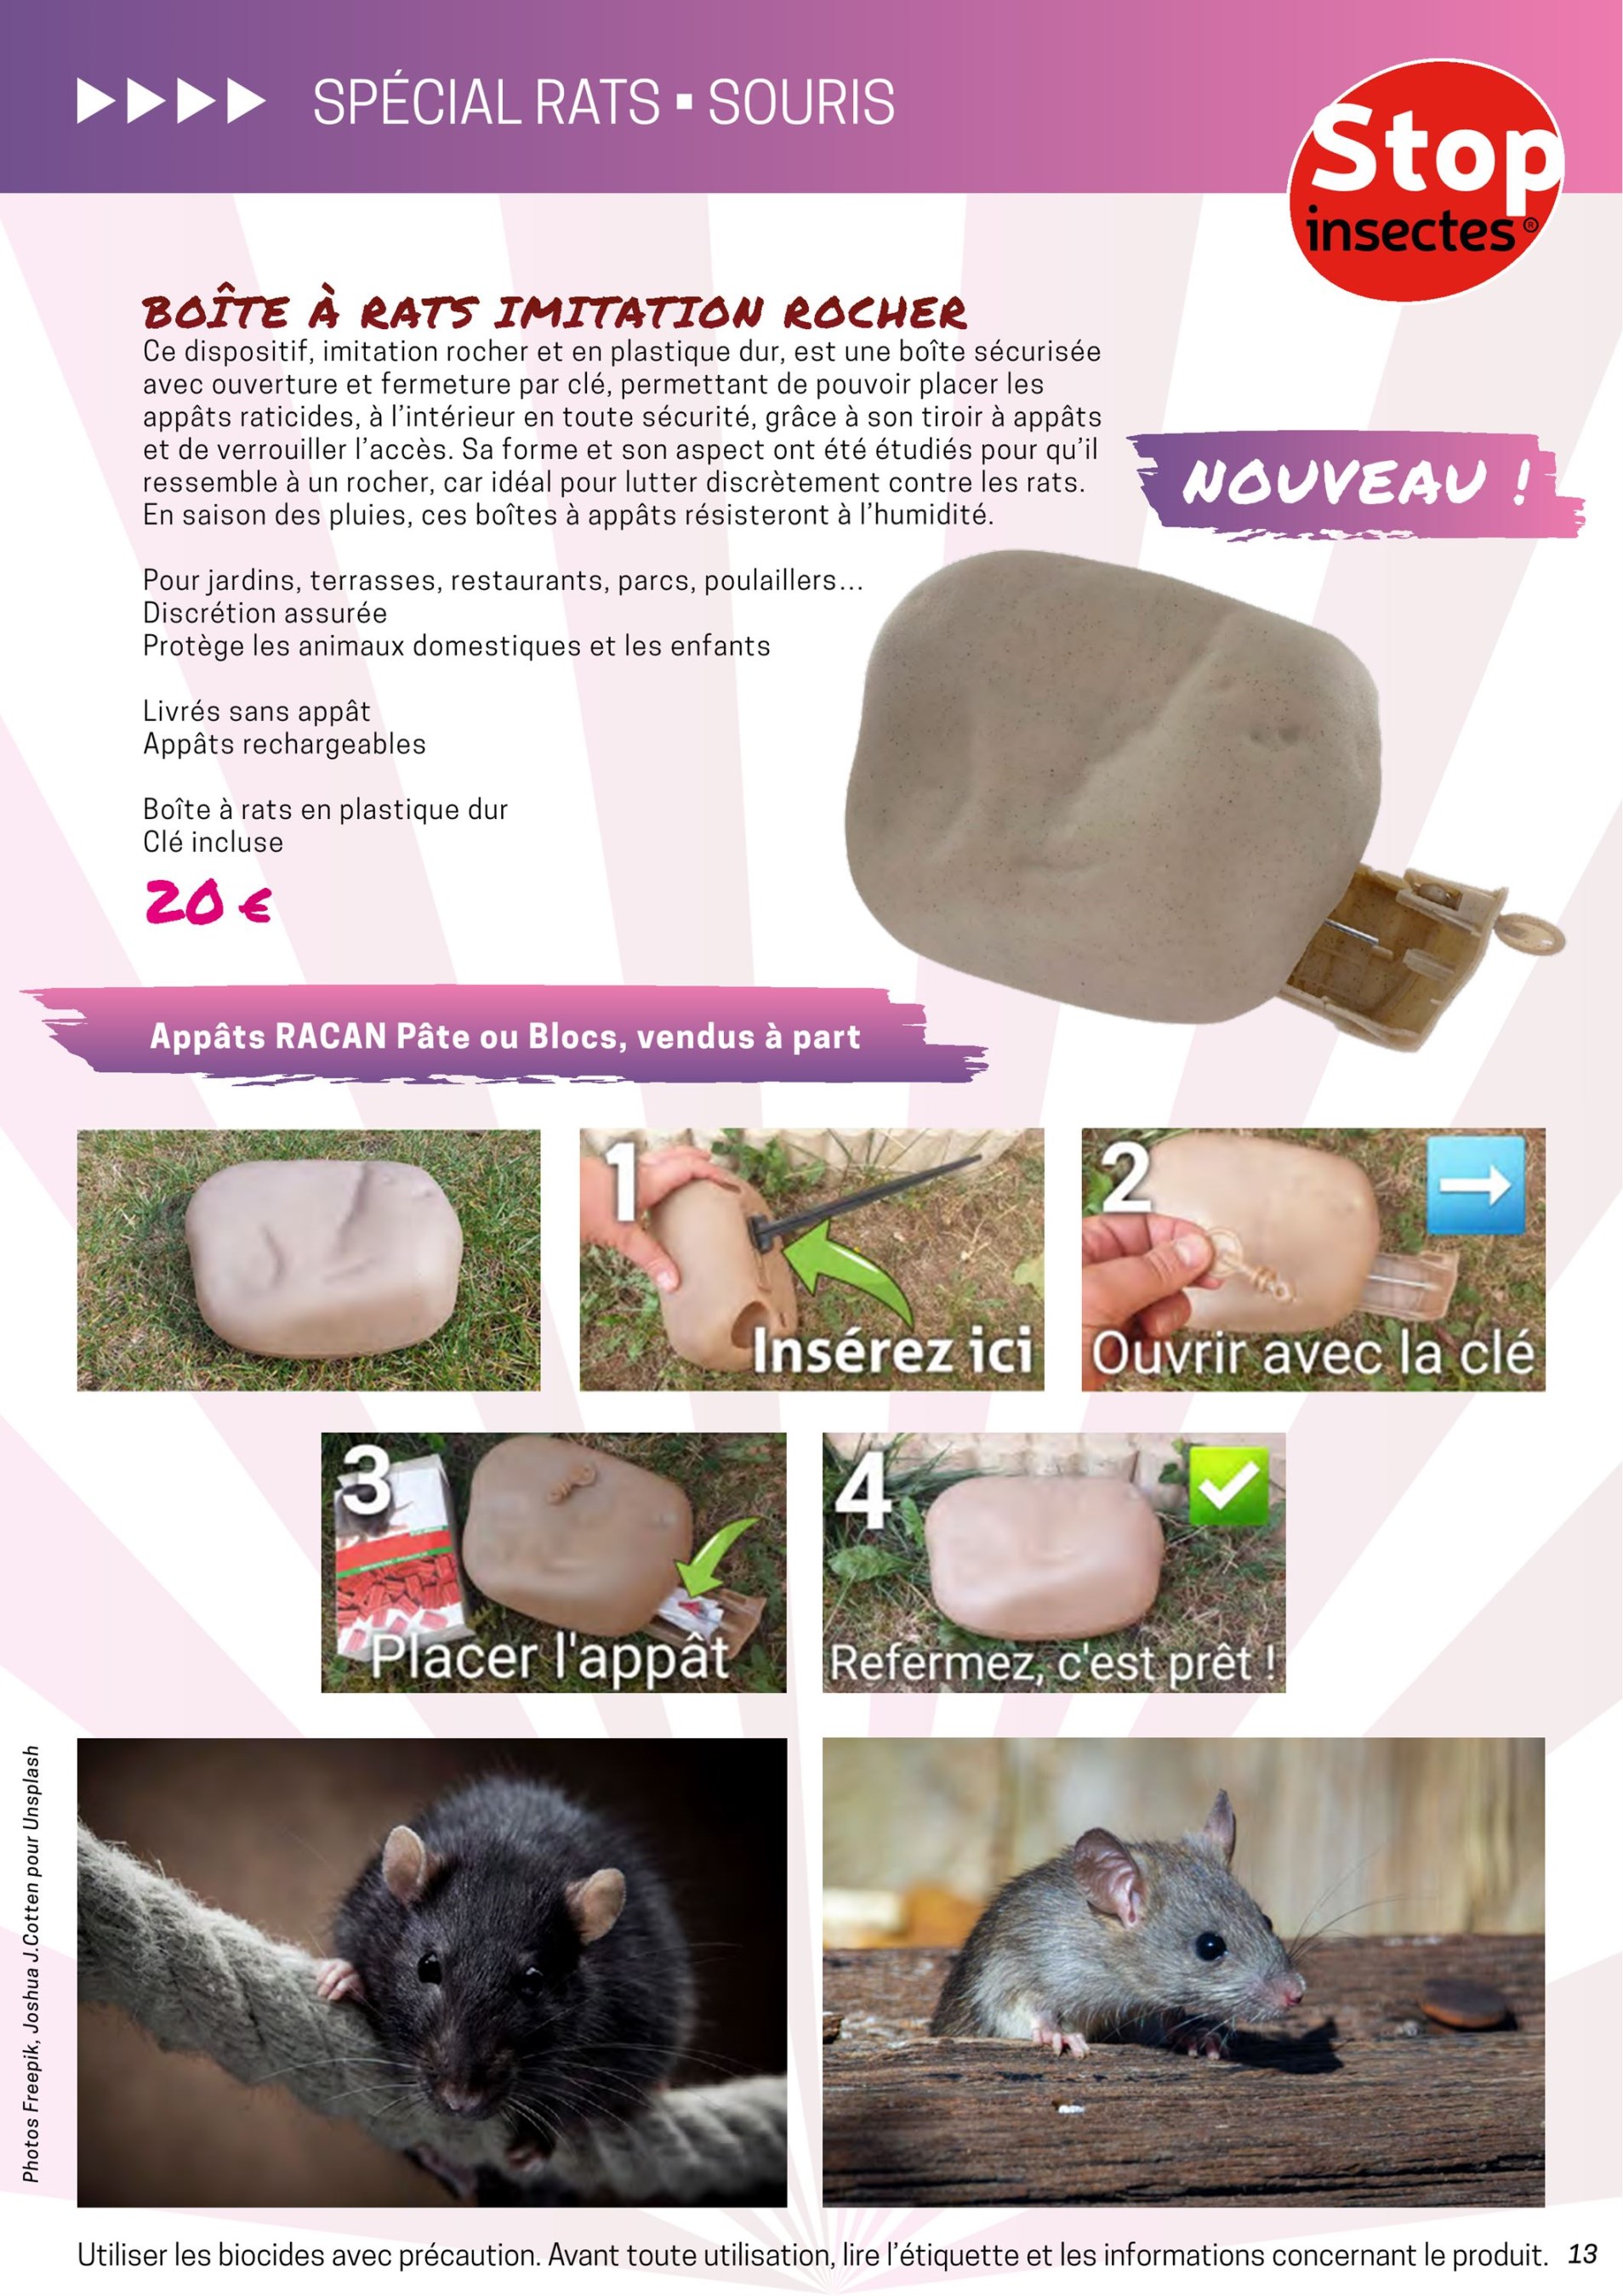 SPÉCIAL RATS ▪ SOURIS
Stop
insectes®
BOÎTE À RATS IMITATION ROCHER
Ce dispositif, imitation rocher et en plastique dur, est une boîte sécurisée
avec ouverture et fermeture par clé, permettant de pouvoir placer les
appâts raticides, à l'intérieur en toute sécurité, grâce à son tiroir à appâts
et de verrouiller l'accès. Sa forme et son aspect ont été étudiés pour qu'il
ressemble à un rocher, car idéal pour lutter discrètement contre les rats.
En saison des pluies, ces boîtes à appâts résisteront à l'humidité.
NOUVEAU !
Pour jardins, terrasses, restaurants, parcs, poulaillers...
Discrétion assurée
Protège les animaux domestiques et les enfants
Livrés sans appât
Appâts rechargeables
Boîte à rats en plastique dur
Clé incluse
20 €
Appâts RACAN Pâte ou Blocs, vendus à part
1
Insérez ici
2
Ouvrir avec la clé
3
Placer l'appât
4
Refermez, c'est prêt !
Photos Freepik, Joshua J.Cotten pour Unsplash
Utiliser les biocides avec précaution. Avant toute utilisation, lire l'étiquette et les informations concernant le produit. 13